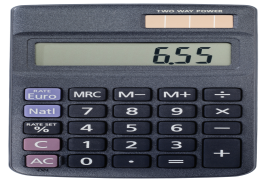 TWO WAY POWER
6.55
RATE
Euro MRC M− M+ ÷
Natl 7 8 9 ×
RATE SET
% 4 5 6 −
C 1 2 3
+
AC 0 · =